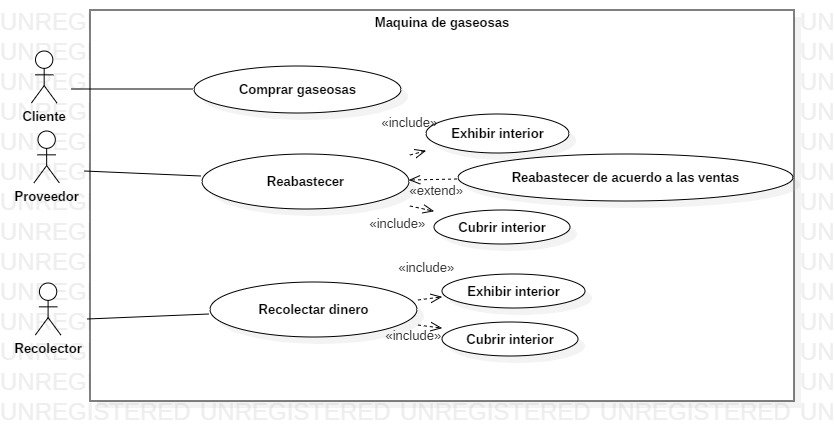 Maquina de gaseosas
Cliente
Comprar gaseosas
«include»
Exhibir interior
Proveedor
Reabastecer
Reabastecer de acuerdo a las ventas
«extend»
«include»
Cubrir interior
«include»
Recolector
Recolectar dinero
Exhibir interior
«include»
Cubrir interior
UNREGISTERED UNREGISTERED UNREGISTERED UNREGISTERED UN